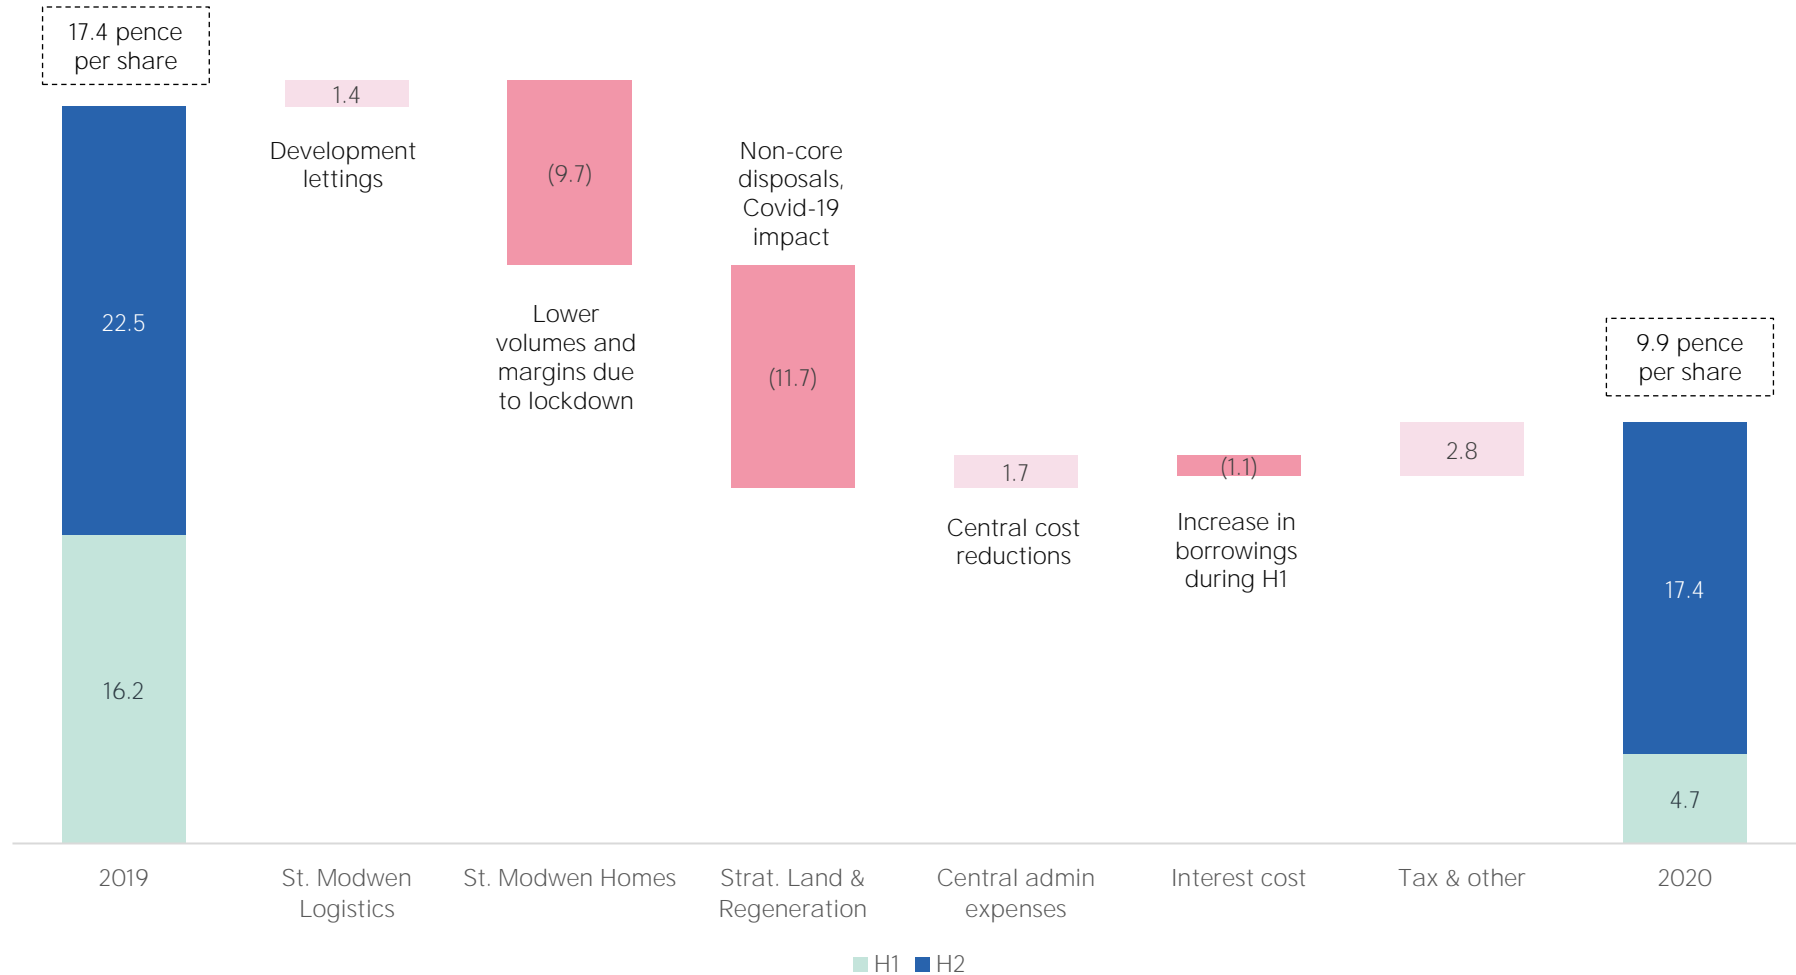 17.4 pence
per share
1.4
Development
lettings
(9.7)
Lower
volumes and
margins due
to lockdown
Non-core
disposals,
Covid-19
impact
(11.7)
1.7
Central cost
reductions
(1.1)
Increase in
borrowings
during H1
2.8
9.9 pence
per share
22.5
16.2
17.4
4.7
2019
St. Modwen
Logistics
St. Modwen Homes
Strat. Land &
Regeneration
Central admin
expenses
Interest cost
Tax & other
2020
H1
H2